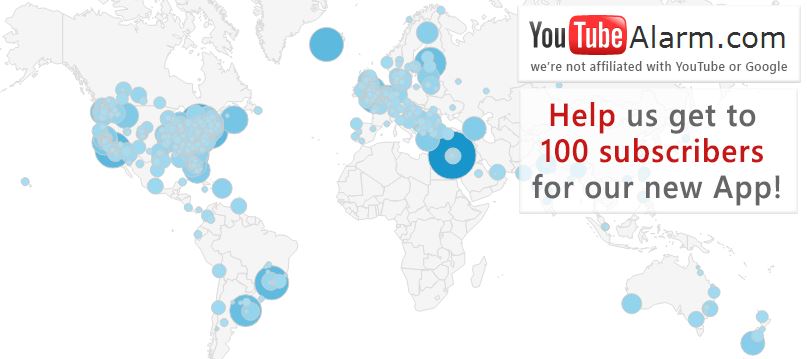 YouTubeAlarm.com
we're not affiliated with YouTube or Google
Help us get to
100 subscribers
for our new App!